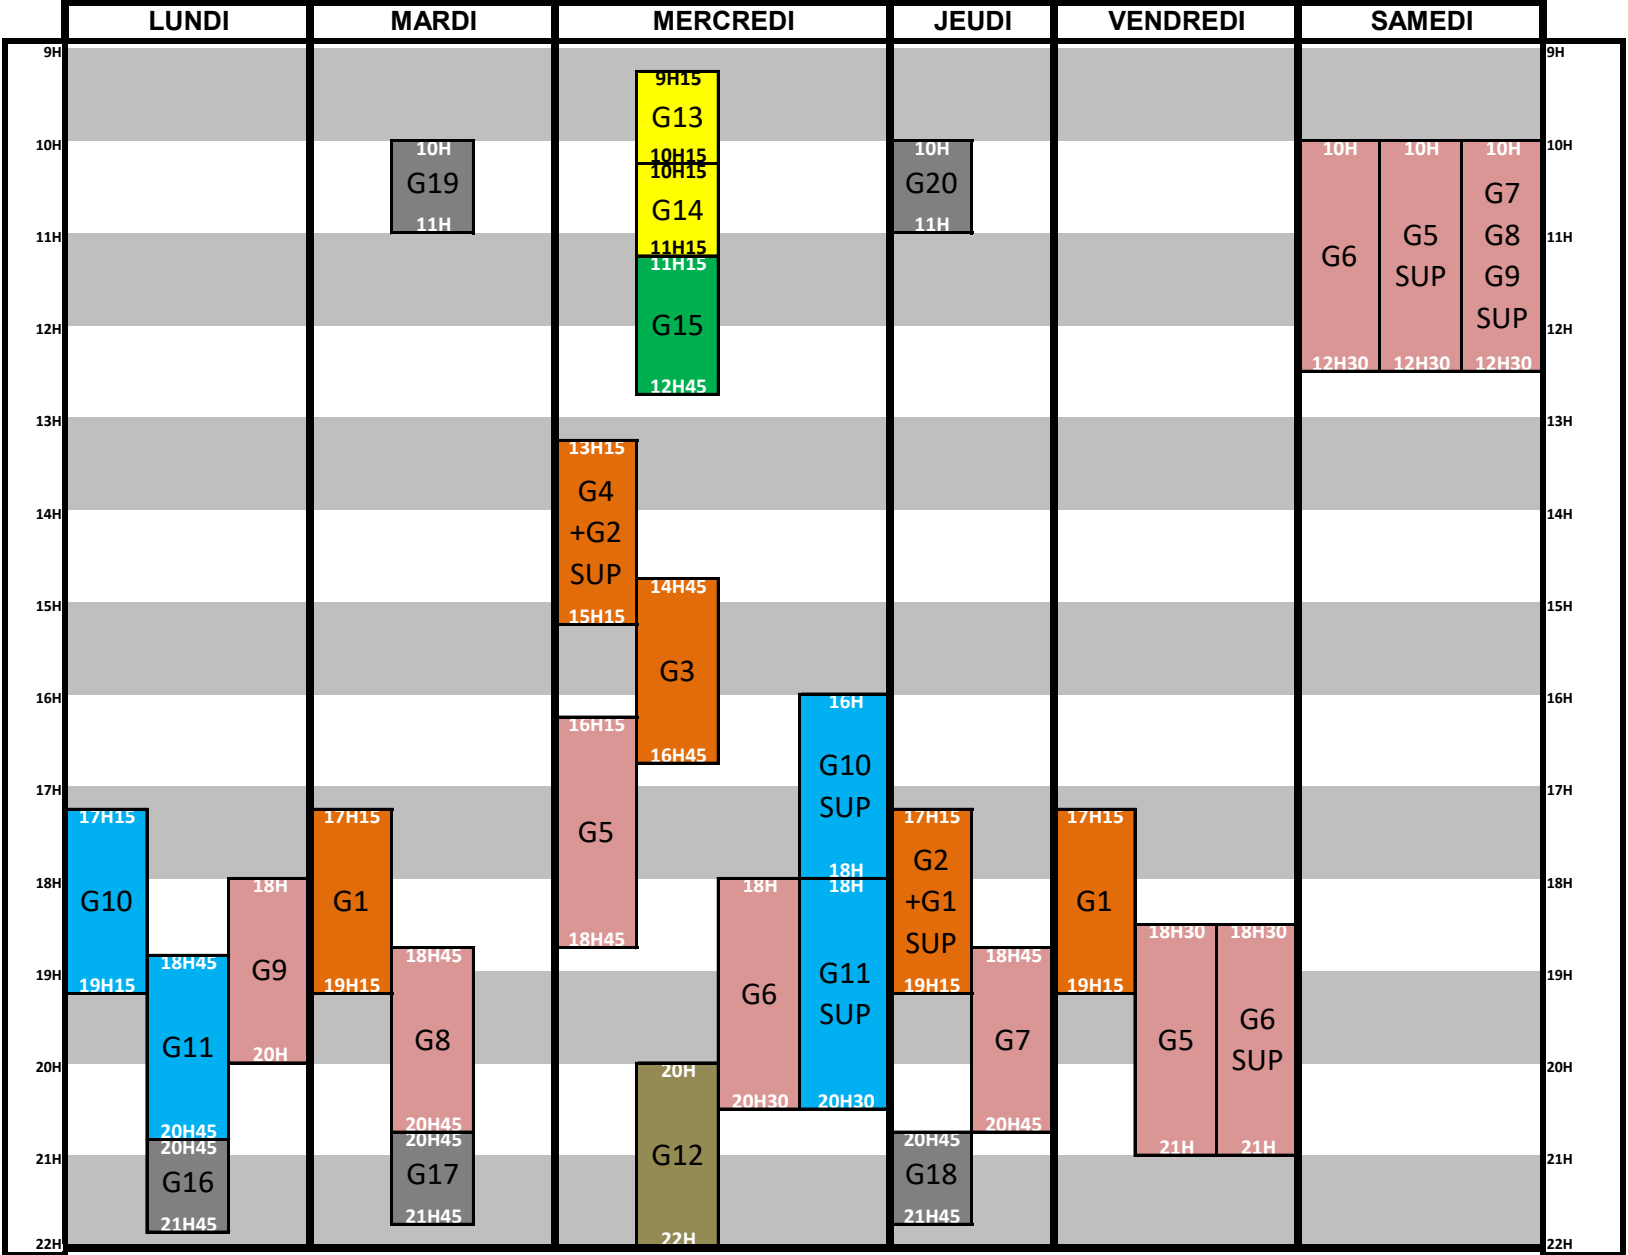 LUNDI MARDI MERCREDI JEUDI VENDREDI SAMEDI
9H 9H
9H15
G13
10H15
10H 10H
10H 10H 10H 10H 10H
10H15
G19 G20
G14
G7
11H 11H
11H15
11H 11H
G6
G5
SUP
G8
G9
SUP
11H15
G15
12H 12H
12H30 12H30 12H30
12H45
13H 13H
13H15
G4
+G2
SUP
15H15
14H 14H
14H45
G3
16H45
15H 15H
16H 16H
16H
G10
SUP
18H
16H15
G5
18H45
17H 17H
17H15
G10
19H15
17H15
G1
19H15
17H15
G2
+G1
SUP
19H15
17H15
G1
19H15
18H 18H
18H
G9
20H
18H
G6
20H30
18H
G11
SUP
20H30
18H30
G5
21H
18H30
G6
SUP
21H
18H45
G11
20H45
18H45
G8
20H45
18H45
G7
20H45
19H 19H
20H 20H
20H
G12
22H
20H45
G16
21H45
20H45
G17
21H45
20H45
G18
21H45
21H 21H
22H 22H